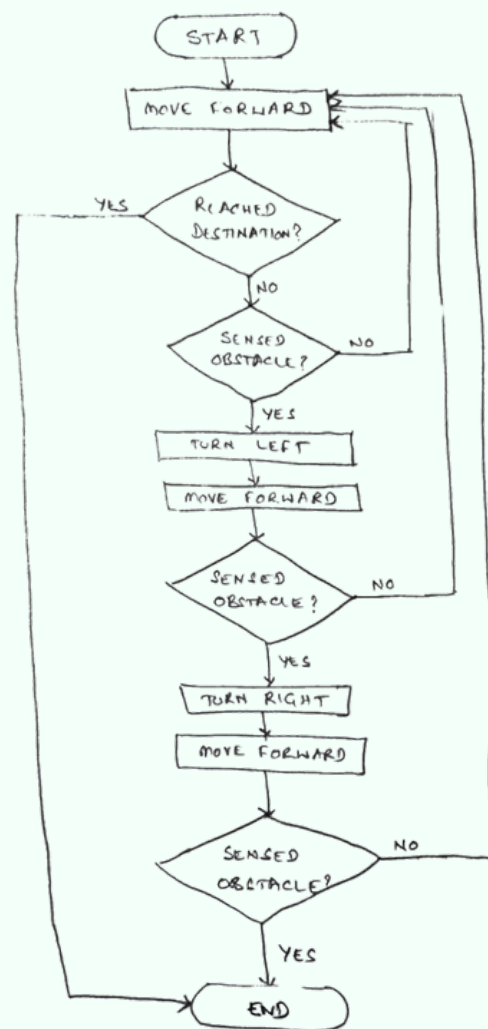 START
MOVE FORWARD
YES
REACHED
DESTINATION?
NO
SENSED
OBSTACLE?
NO
YES
TURN LEFT
MOVE FORWARD
SENSED
OBSTACLE?
NO
YES
TURN RIGHT
MOVE FORWARD
SENSED
OBSTACLE?
NO
YES
END